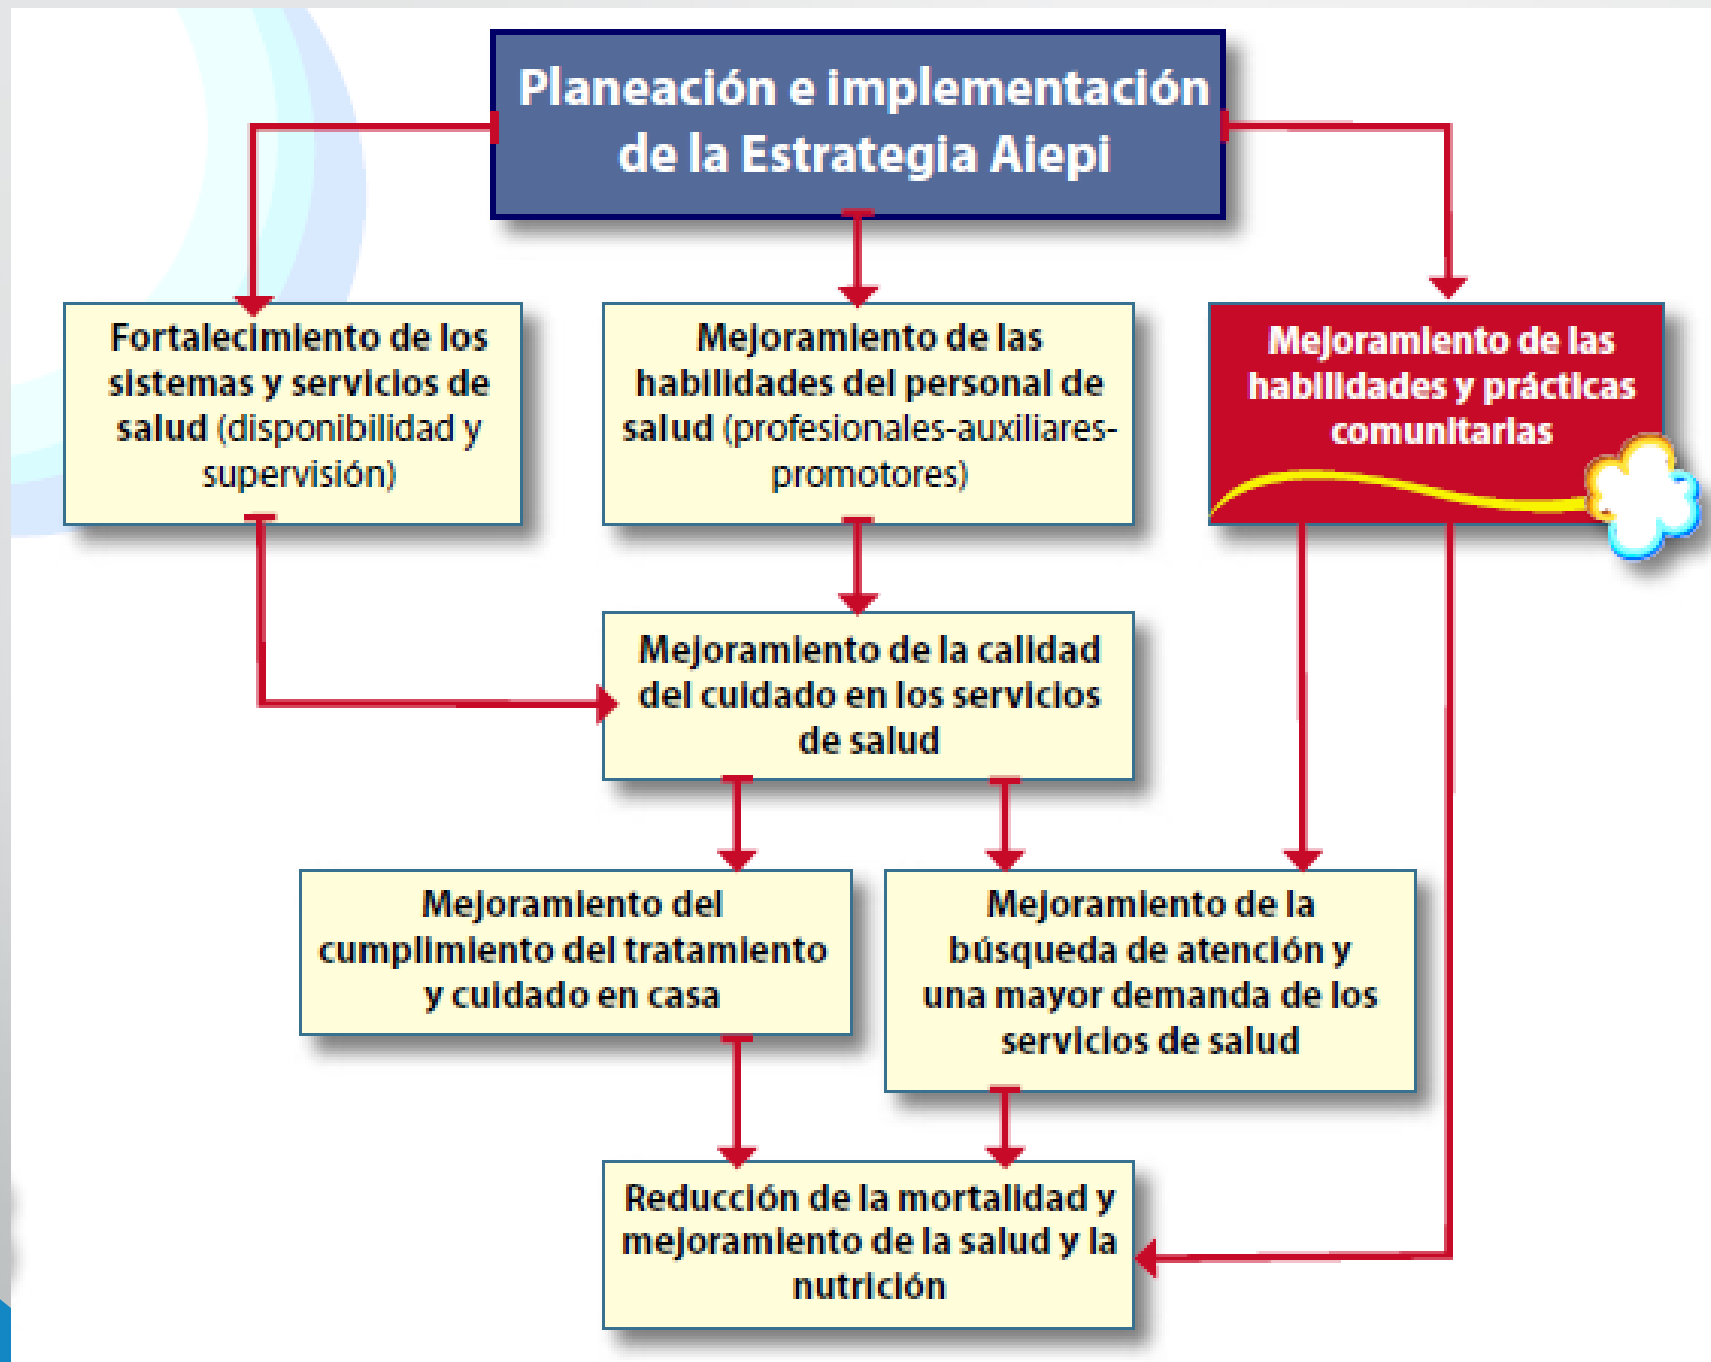 Planeación e implementación
de la Estrategia Aiepi
Fortalecimiento de los
sistemas y servicios de
salud (disponibilidad y
supervisión)
Mejoramiento de las
habilidades del personal de
salud (profesionales-auxiliares-
promotores)
Mejoramiento de las
habilidades y prácticas
comunitarias
Mejoramiento de la calidad
del cuidado en los servicios
de salud
Mejoramiento del
cumplimiento del tratamiento
y cuidado en casa
Mejoramiento de la
búsqueda de atención y
una mayor demanda de los
servicios de salud
Reducción de la mortalidad y
mejoramiento de la salud y la
nutrición